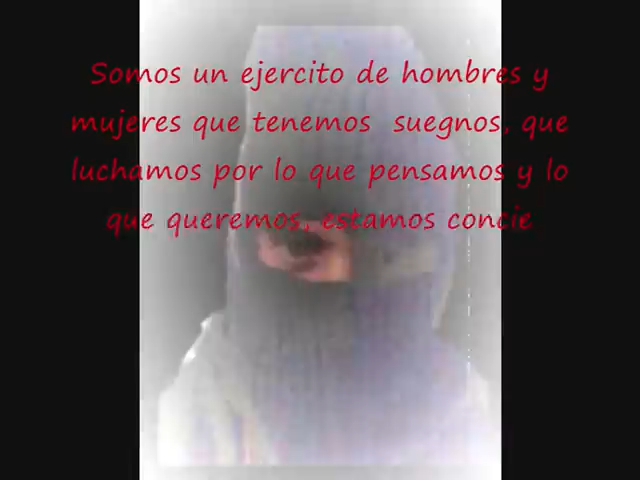 Somos un ejercito de hombres y
mujeres que tenemos suegnos, que
luchamos por lo que pensamos y lo
que queremos, estamos concie